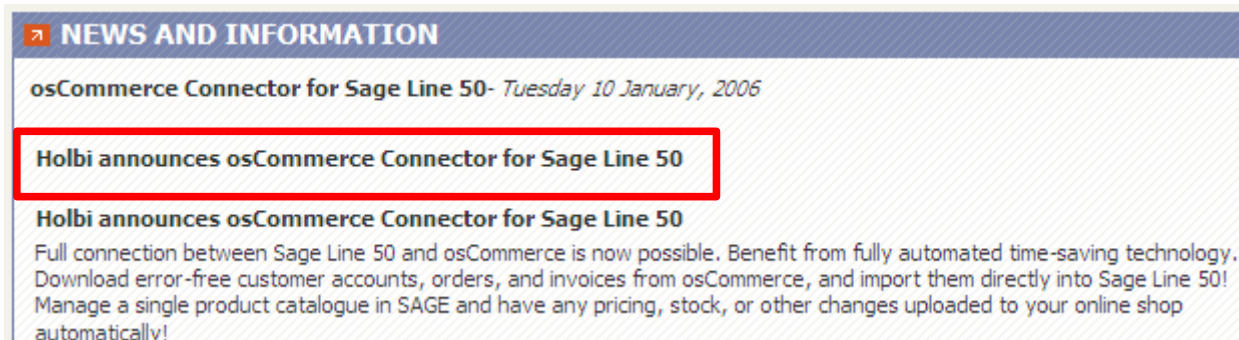 NEWS AND INFORMATION
osCommerce Connector for Sage Line 50- Tuesday 10 January, 2006
Holbi announces osCommerce Connector for Sage Line 50
Holbi announces osCommerce Connector for Sage Line 50
Full connection between Sage Line 50 and osCommerce is now possible. Benefit from fully automated time-saving technology.
Download error-free customer accounts, orders, and invoices from osCommerce, and import them directly into Sage Line 50!
Manage a single product catalogue in SAGE and have any pricing, stock, or other changes uploaded to your online shop
automatically!